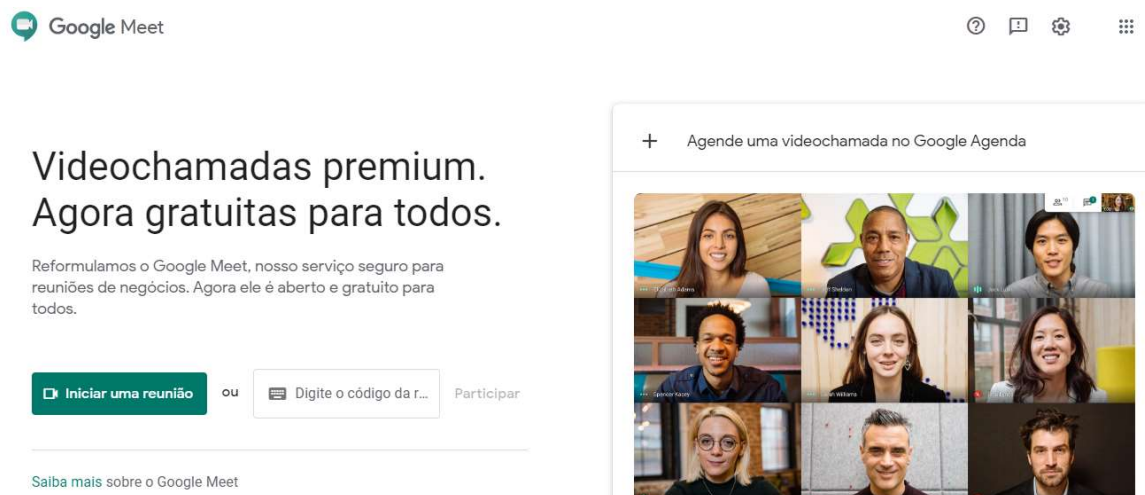 Google Meet
Videochamadas premium.
Agora gratuitas para todos.
Reformulamos o Google Meet, nosso serviço seguro para
reuniões de negócios. Agora ele é aberto e gratuito para
todos.
Iniciar uma reunião
ou
Digite o código da r...
Participar
Saiba mais sobre o Google Meet
Agende uma videochamada no Google Agenda